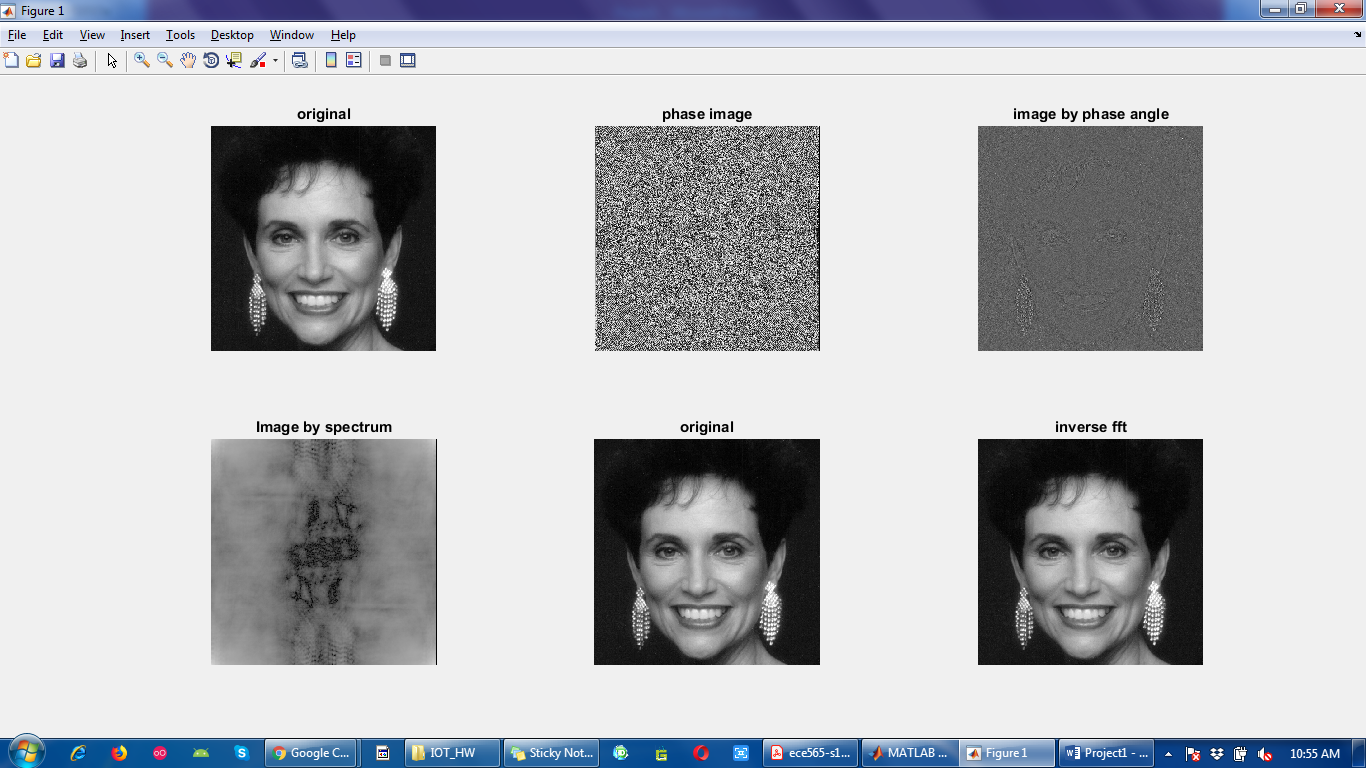 Figure 1
File Edit View Insert Tools Desktop Window Help
original
phase image
image by phase angle
Image by spectrum
original
inverse fft
Google C...
IOT_HW
Sticky Not...
ece565-s1...
MATLAB ...
Figure 1
Project1 - ...
10:55 AM